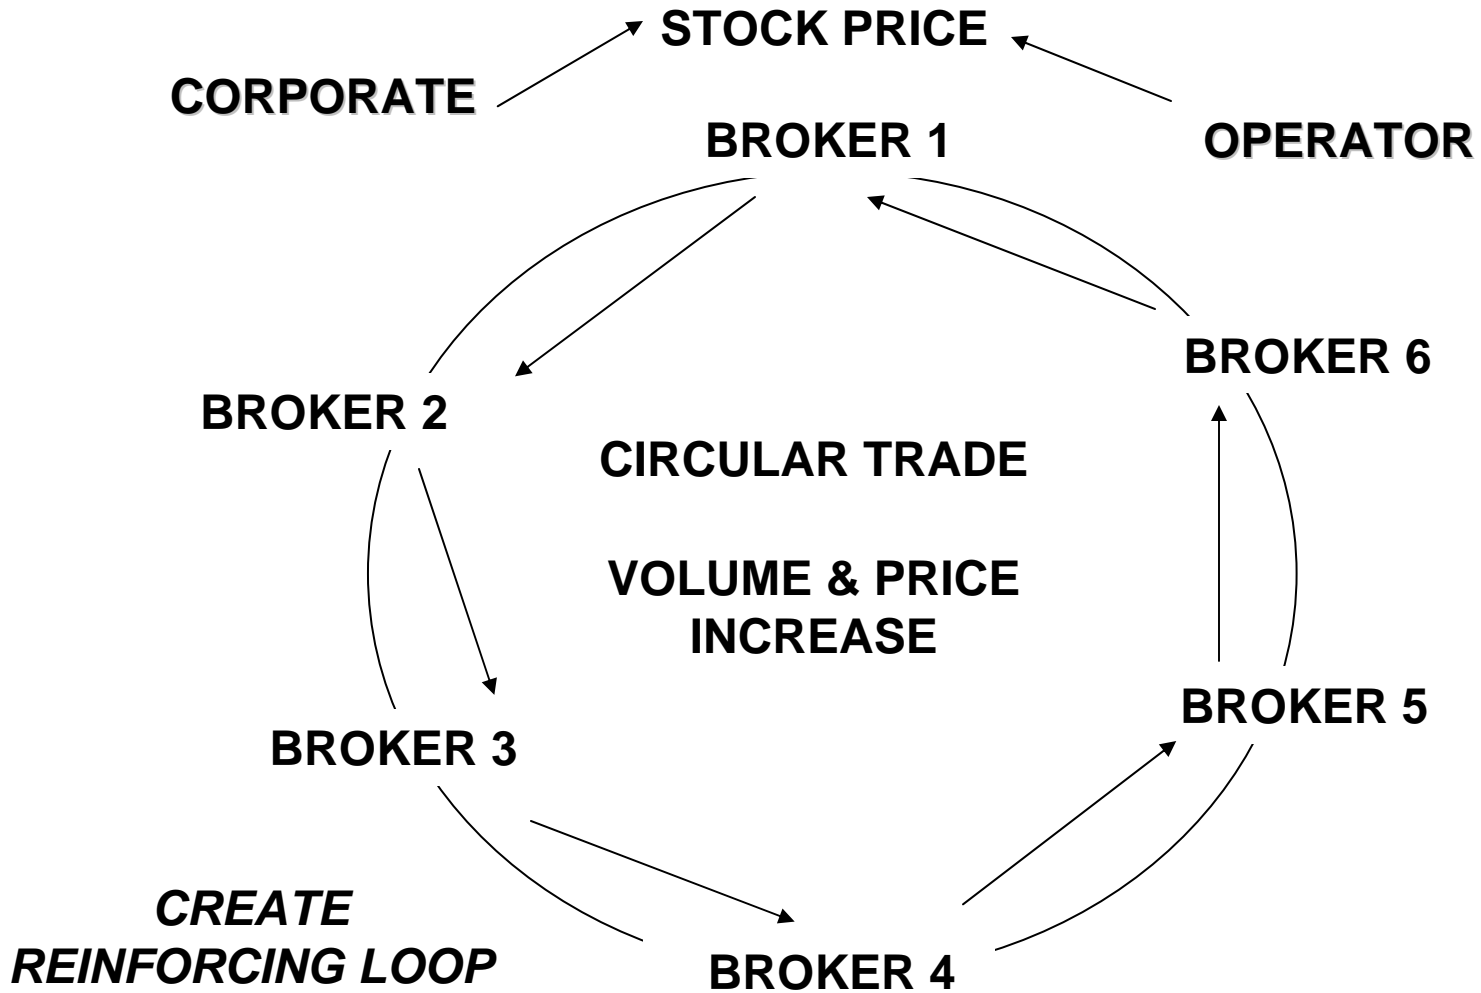 STOCK PRICE
CORPORATE
BROKER 1
OPERATOR
BROKER 6
BROKER 2
CIRCULAR TRADE
VOLUME & PRICE
INCREASE
BROKER 5
BROKER 3
CREATE
REINFORCING LOOP
BROKER 4